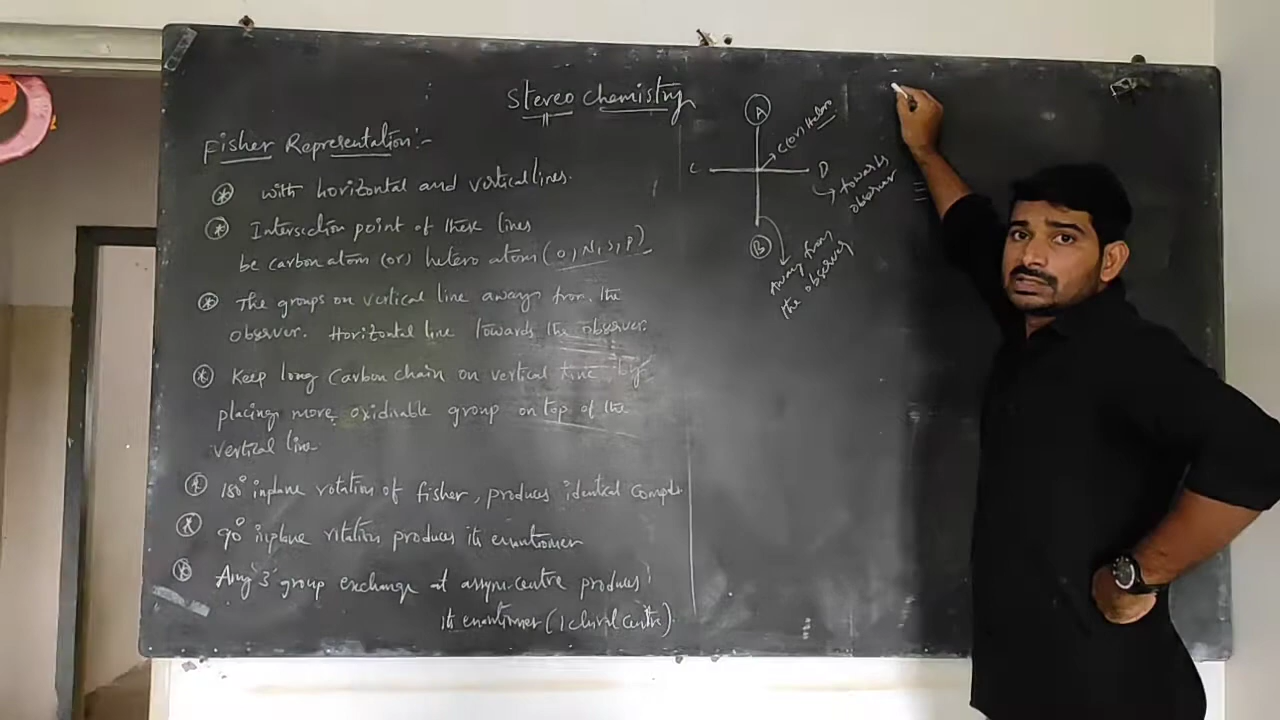 Stereo Chemistry
Fisher Representation:-
with horizontal and vertical lines.
Intersection point of these lines
be carbon atom (or) hetero atom (O, N, S, P)
The groups on vertical line aways from the
observer. Horizontal line towards the observer.
Keep long Carbon chain on vertical line by
placing more oxidisable group on top of the
vertical line.
180° inplane rotation of fisher, produces identical
90° inplane rotation produces its enantiomer
Any "3" group exchange at assym.centre produces
its enantiomer (1 chiral centre).
A
C (or) Hetero
C
D
towards
observer
B
Away from
the observer